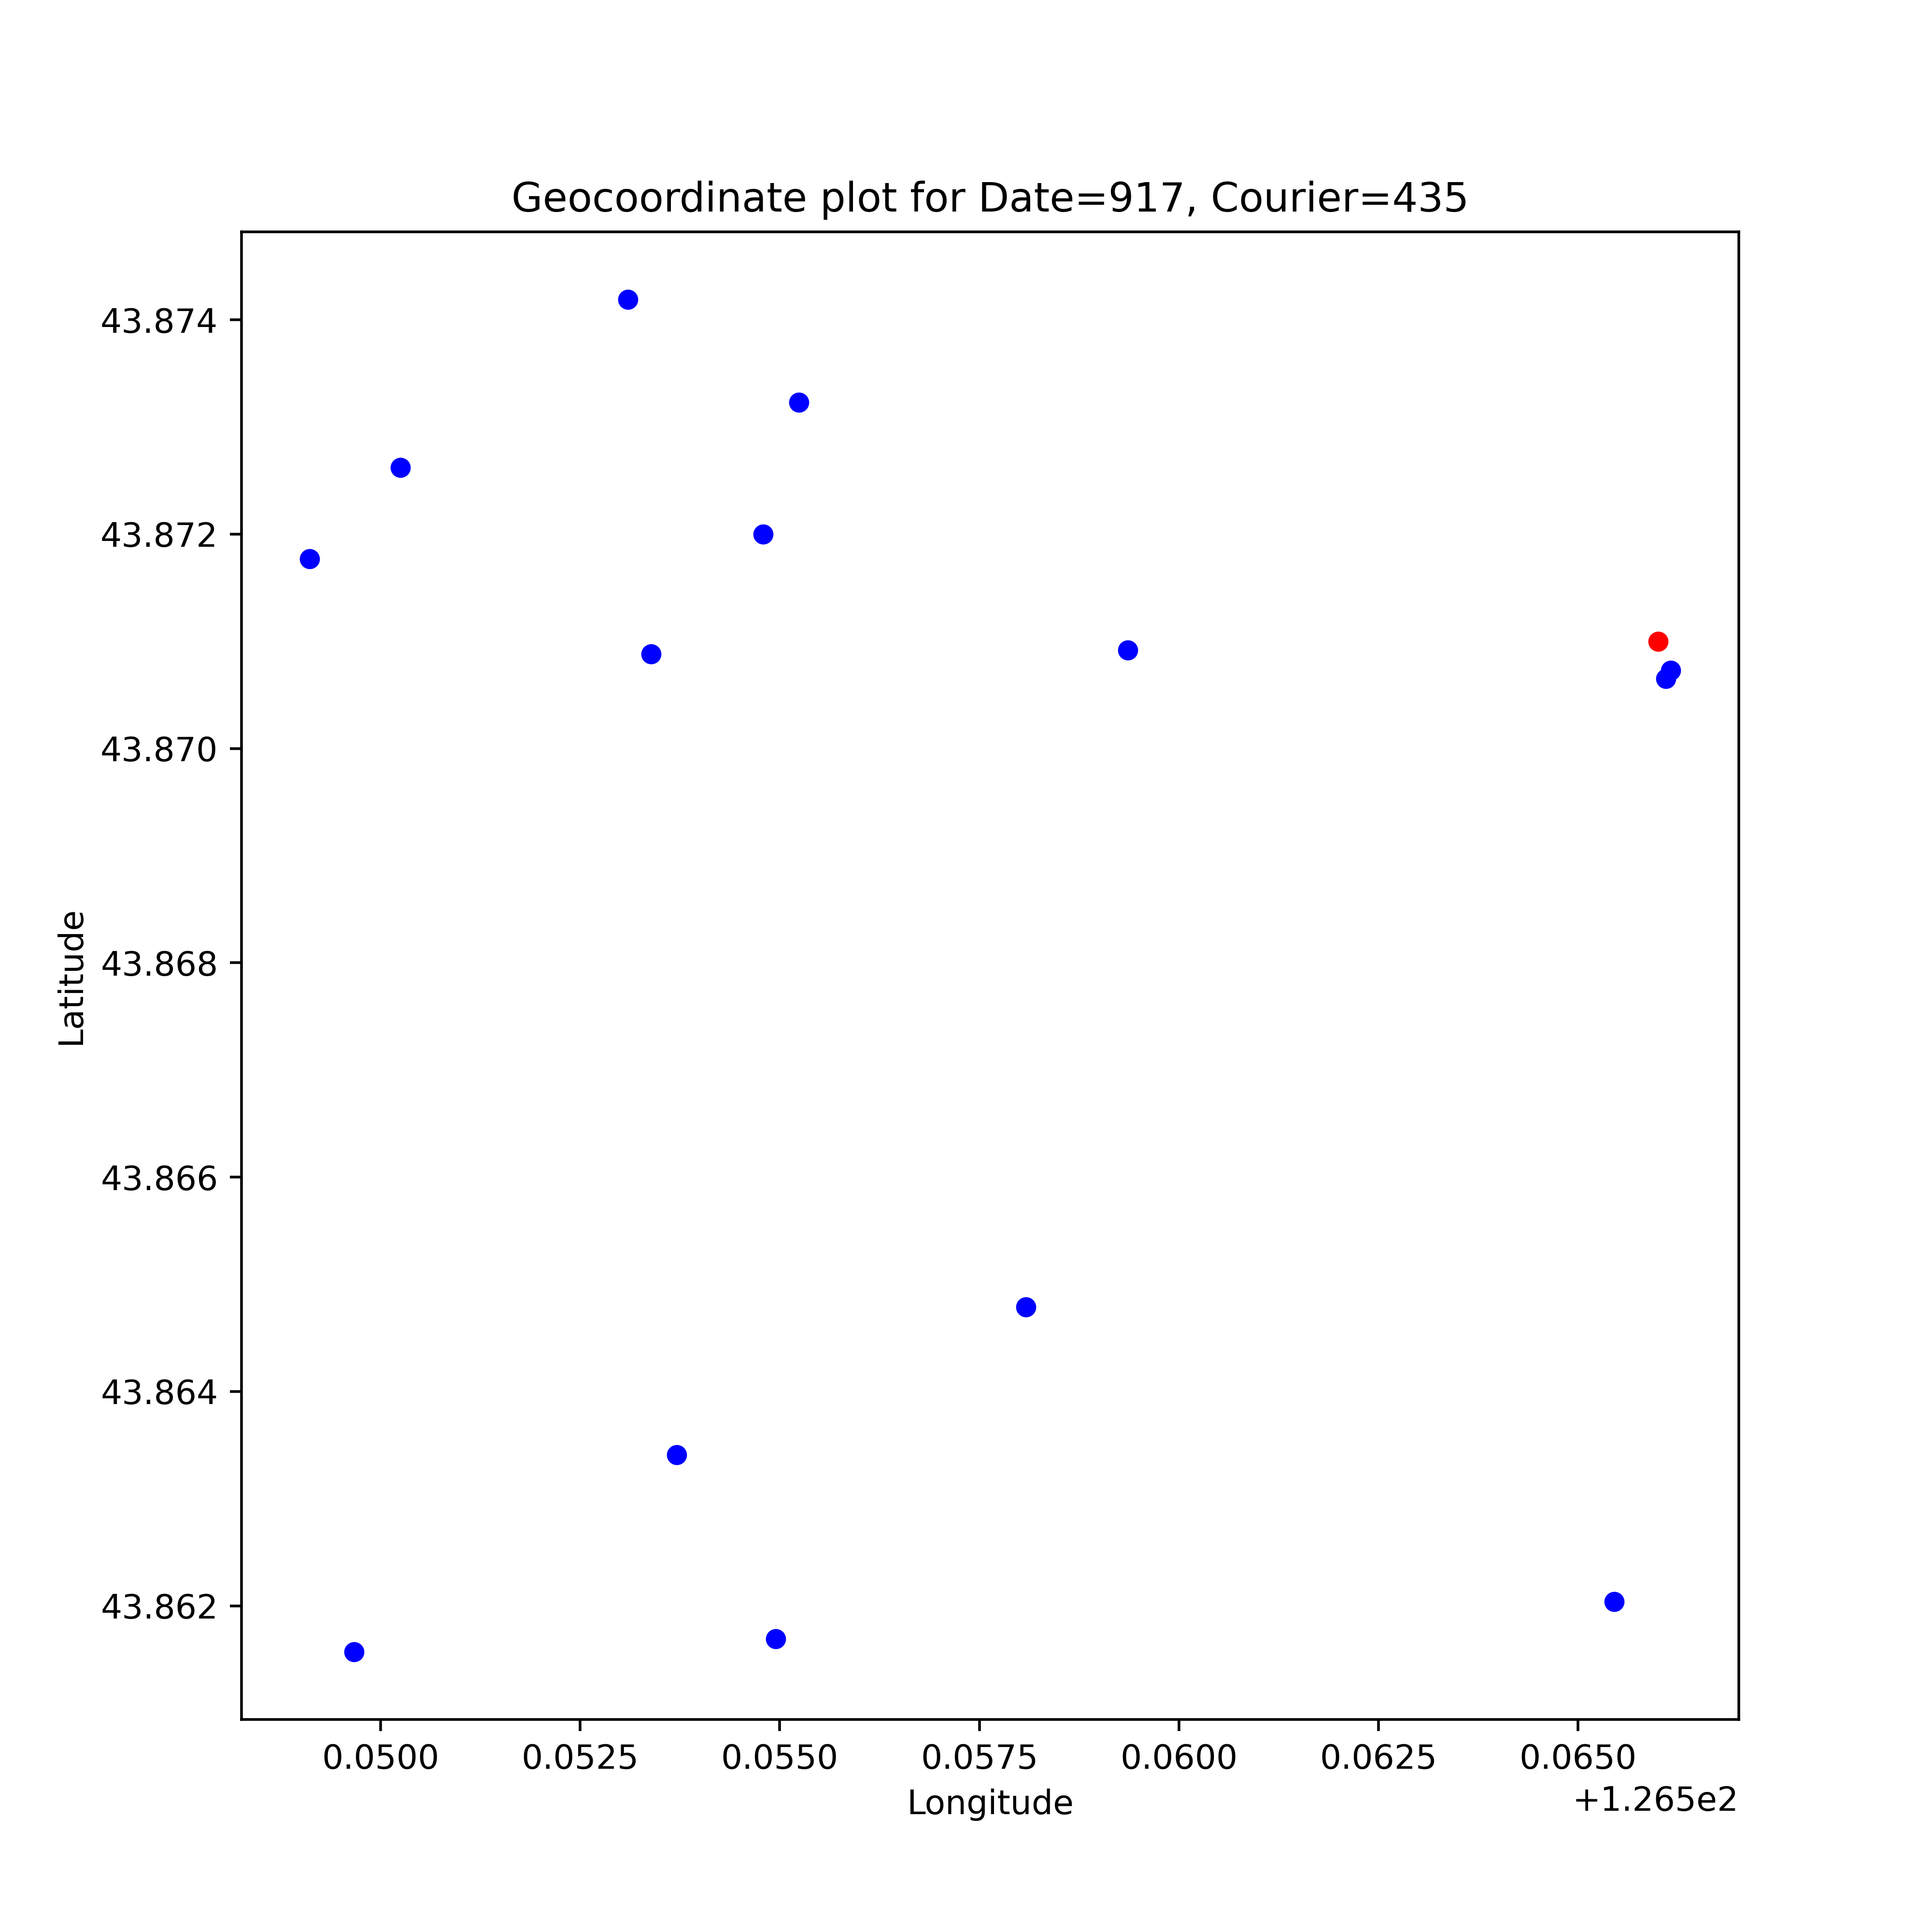 Geocoordinate plot for Date=917, Courier=435
43.874
43.872
43.870
43.868
43.866
43.864
43.862
Latitude
0.0500 0.0525 0.0550 0.0575 0.0600 0.0625 0.0650
Longitude
+1.265e2